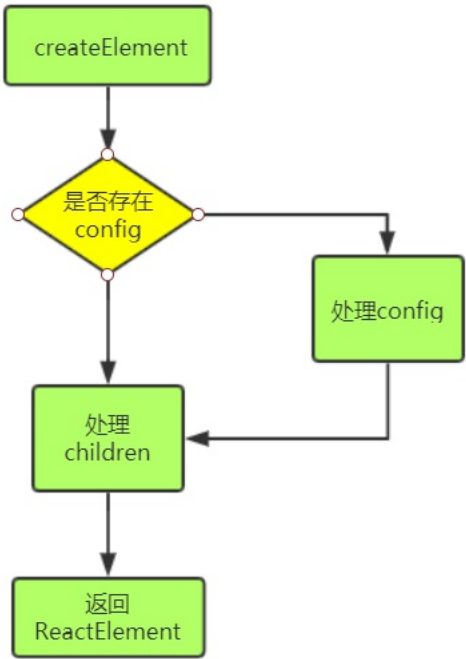 createElement
是否存在
config
处理config
处理
children
返回
ReactElement